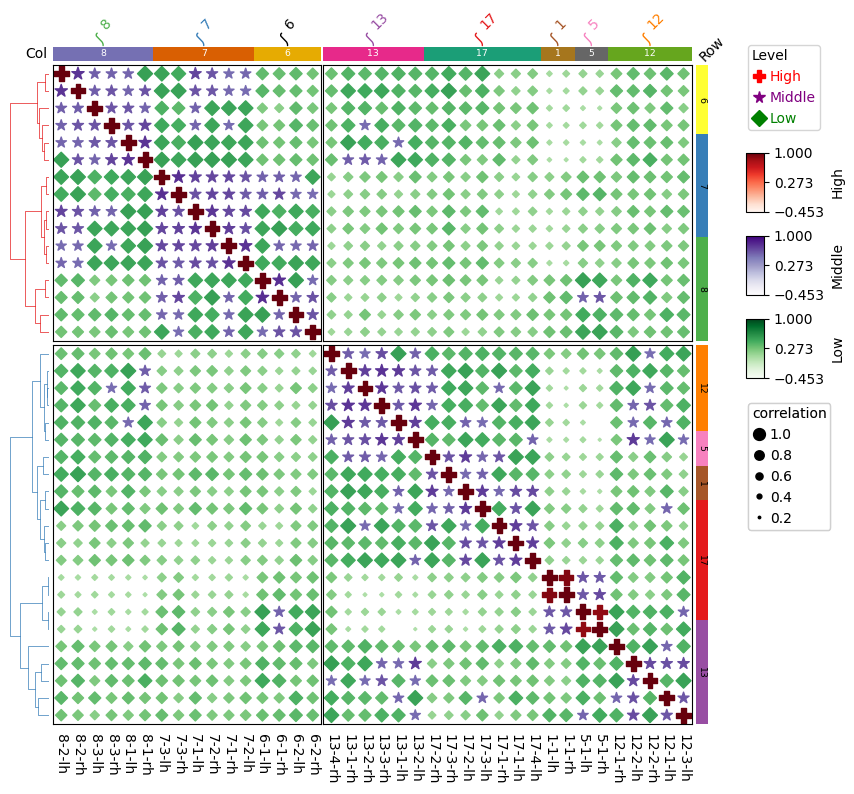 ∫ 8
∫ 7
∫ 6
∫ 13
∫ 17
∫ 1
∫ 5
∫ 12
Col
8
7
6
13
17
1
5
12
Row
6
7
8
12
5
1
17
13
Level
High
Middle
Low
1.000
0.273
−0.453
High
1.000
0.273
−0.453
Middle
1.000
0.273
−0.453
Low
correlation
1.0
0.8
0.6
0.4
0.2
8-2-lh
8-2-rh
8-3-lh
8-3-rh
8-1-lh
8-1-rh
7-3-lh
7-3-rh
7-1-lh
7-2-rh
7-1-rh
7-2-lh
6-1-lh
6-1-rh
6-2-lh
6-2-rh
13-4-rh
13-1-rh
13-2-rh
13-3-rh
13-1-lh
13-2-lh
17-2-rh
17-3-rh
17-2-lh
17-3-lh
17-1-rh
17-1-lh
17-4-lh
1-1-lh
1-1-rh
5-1-lh
5-1-rh
12-1-rh
12-2-lh
12-2-rh
12-1-lh
12-3-lh